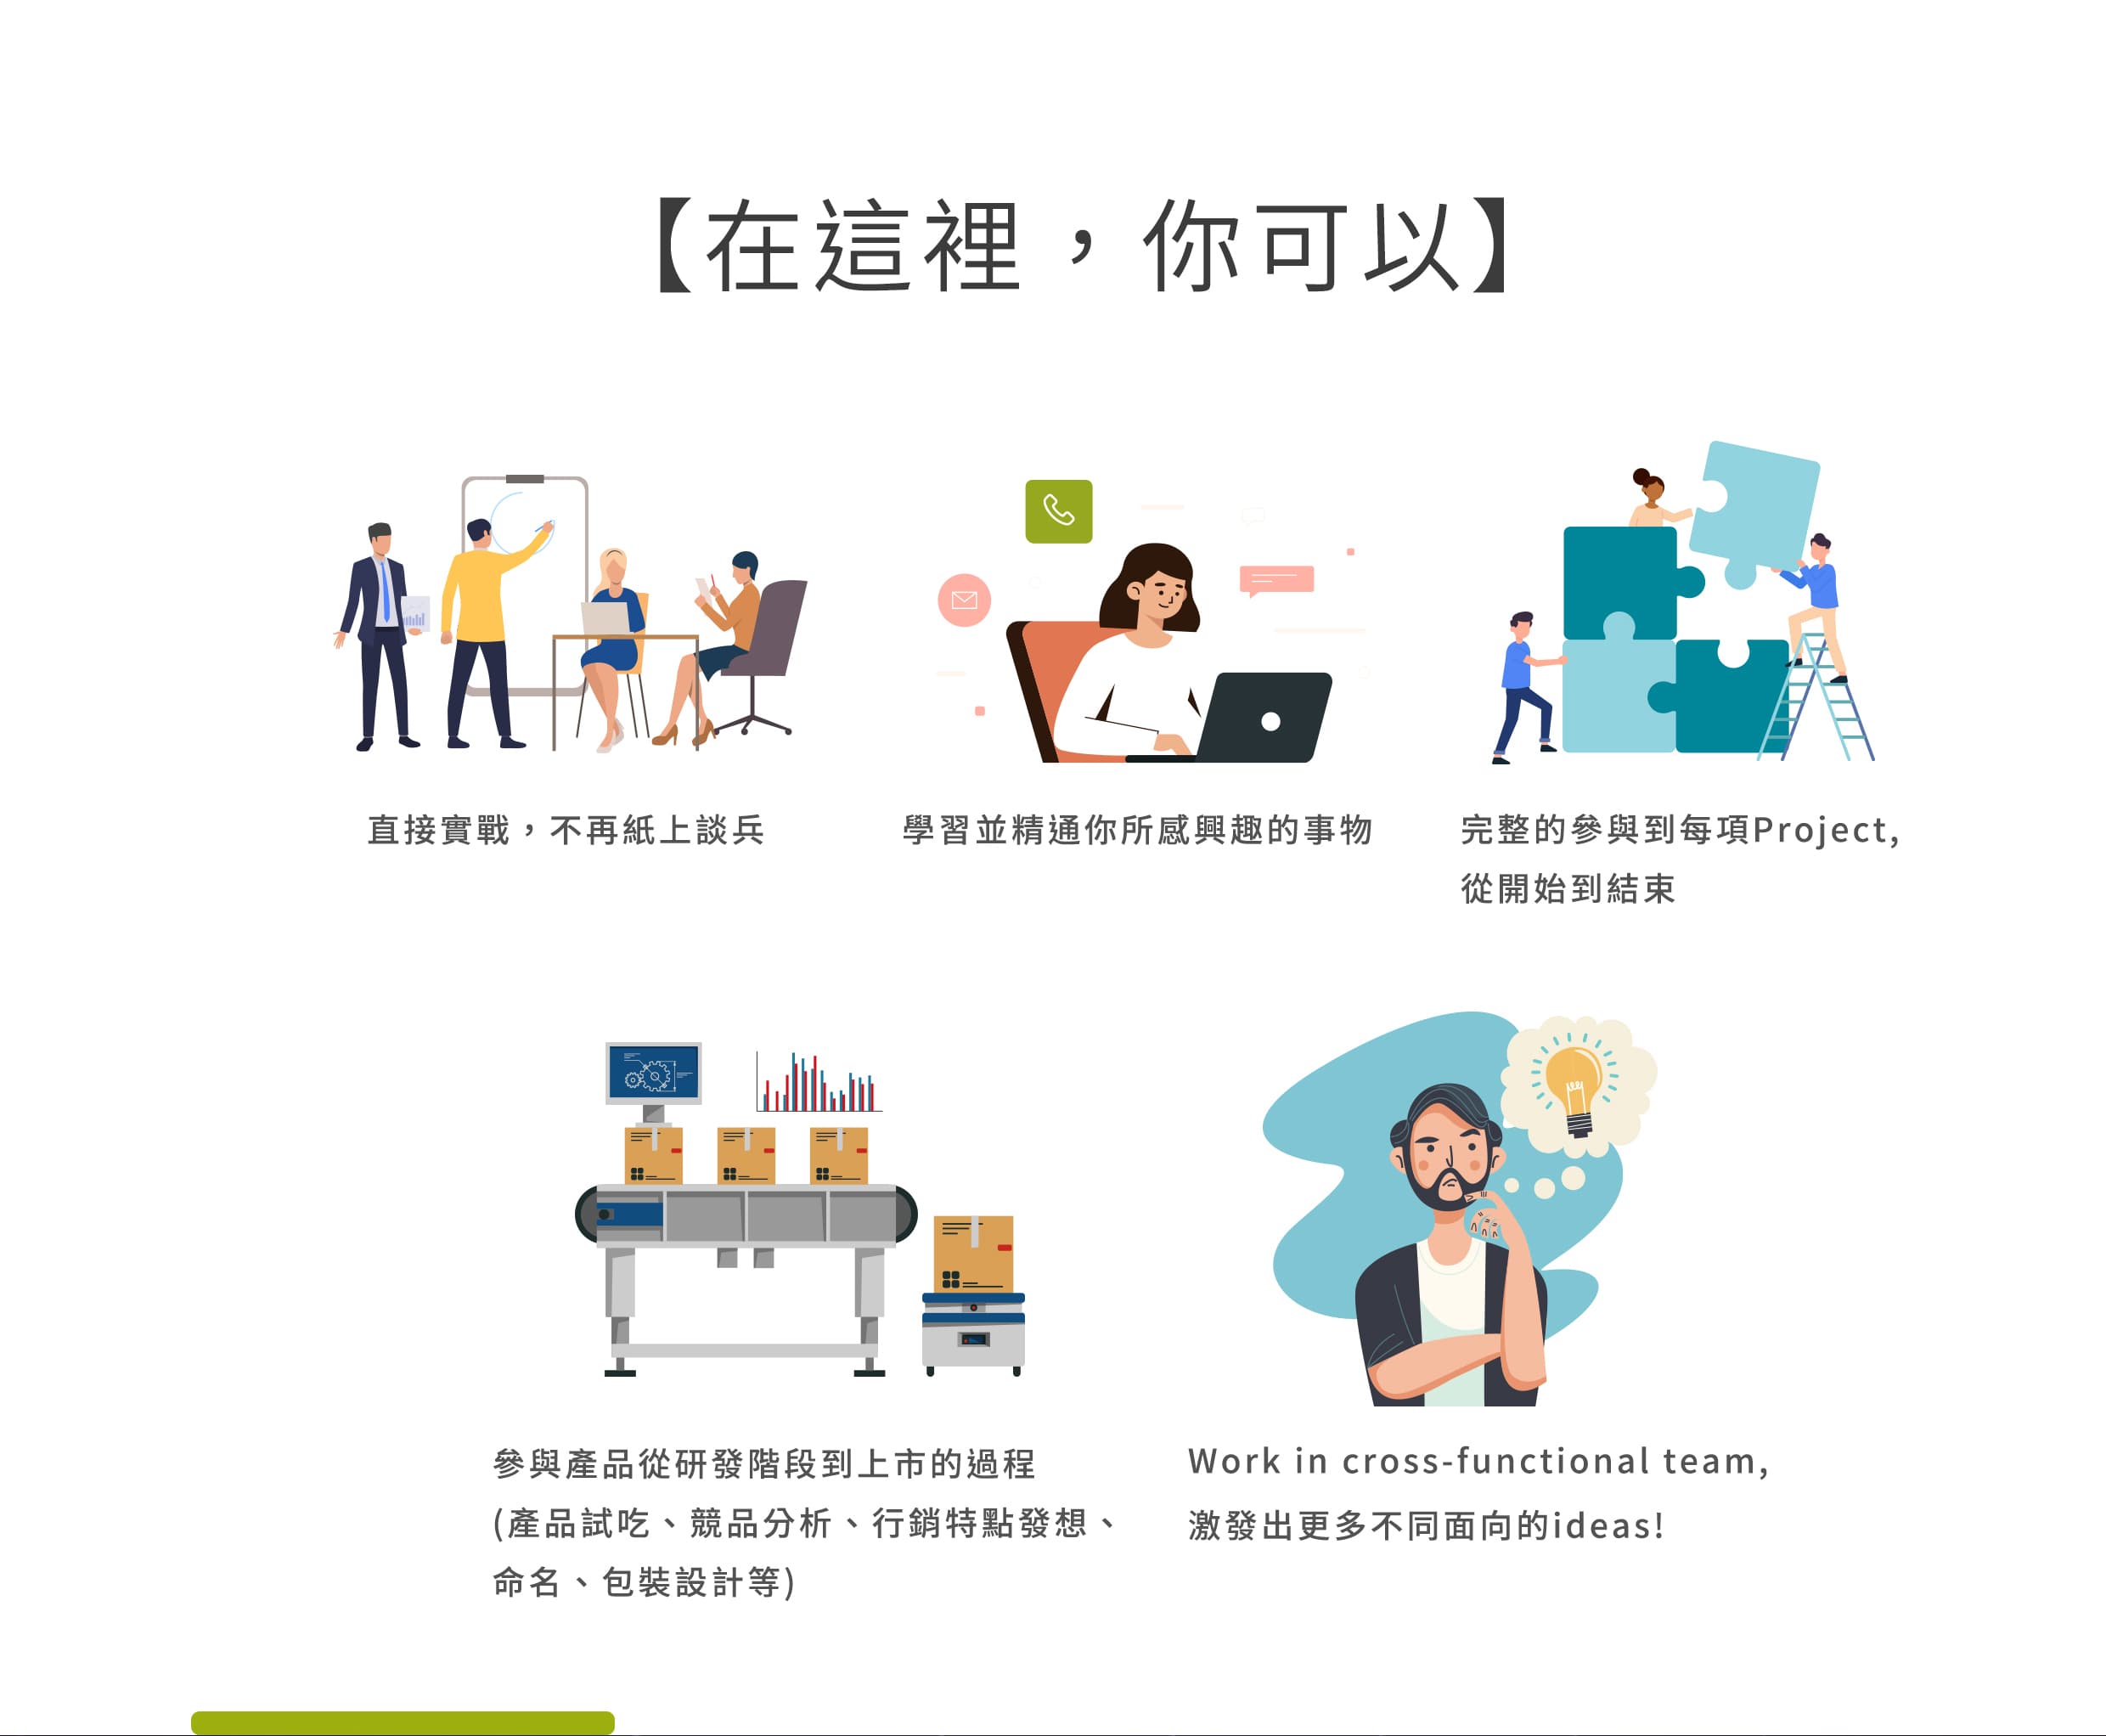 【在這裡，你可以】
直接實戰，不再紙上談兵
學習並精通你所感興趣的事物
完整的參與到每項Project,
從開始到結束
參與產品從研發階段到上市的過程
(產品試吃、競品分析、行銷特點發想、
命名、包裝設計等)
Work in cross-functional team,
激發出更多不同面向的ideas!